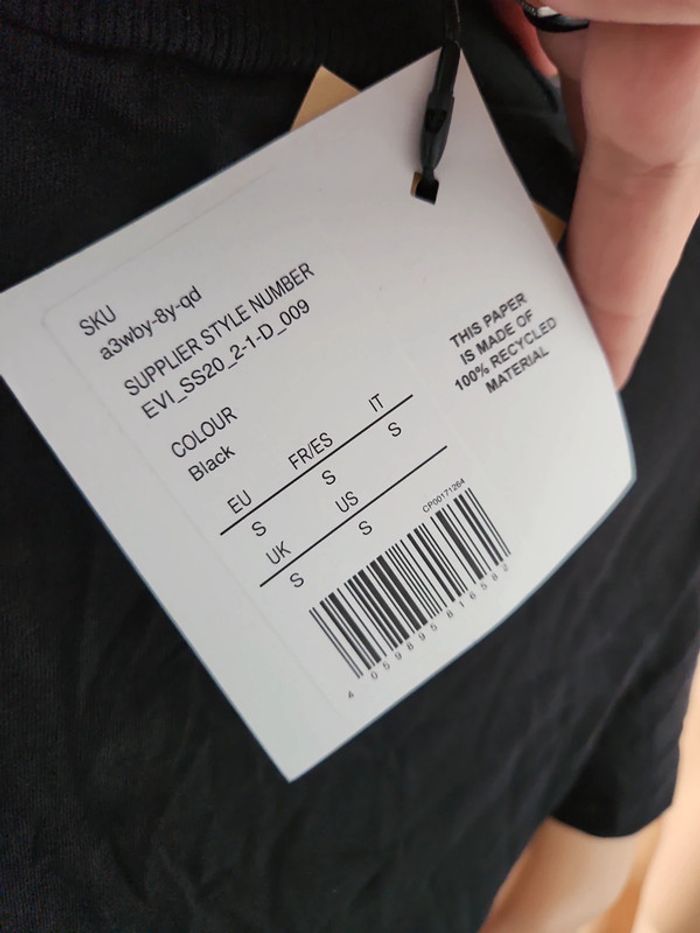 SKU
a3wby-8y-qd
SUPPLIER STYLE NUMBER
EVI_SS20_2-1-D_009
COLOUR
Black
EU FR/ES IT
S S S
UK US
S S
CP00171264
4 059895 816582
THIS PAPER
IS MADE OF
100% RECYCLED
MATERIAL